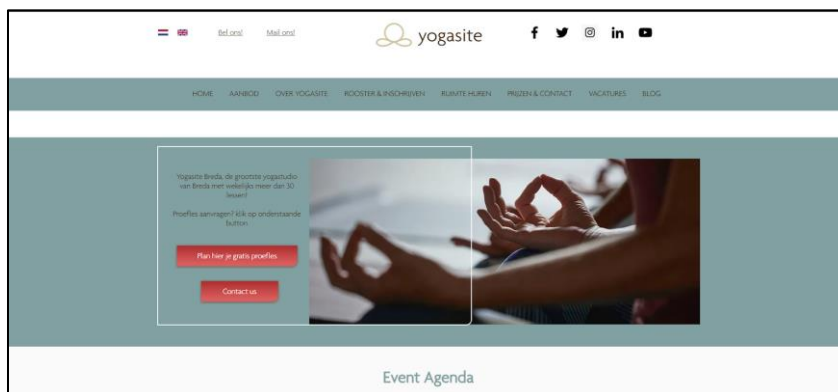 Bel ons!
Mail ons!
yogasite
HOME
AANBOD
OVER YOGASITE
ROOSTER & INSCHRIJVEN
RUIMTE HUREN
PRIJZEN & CONTACT
VACATURES
BLOG
Yogasite Breda, de grootste yogastudio
van Breda met wekelijks meer dan 30
lessen!
Proefles aanvragen? klik op onderstaande
button
Plan hier je gratis proefles
Contact us
Event Agenda